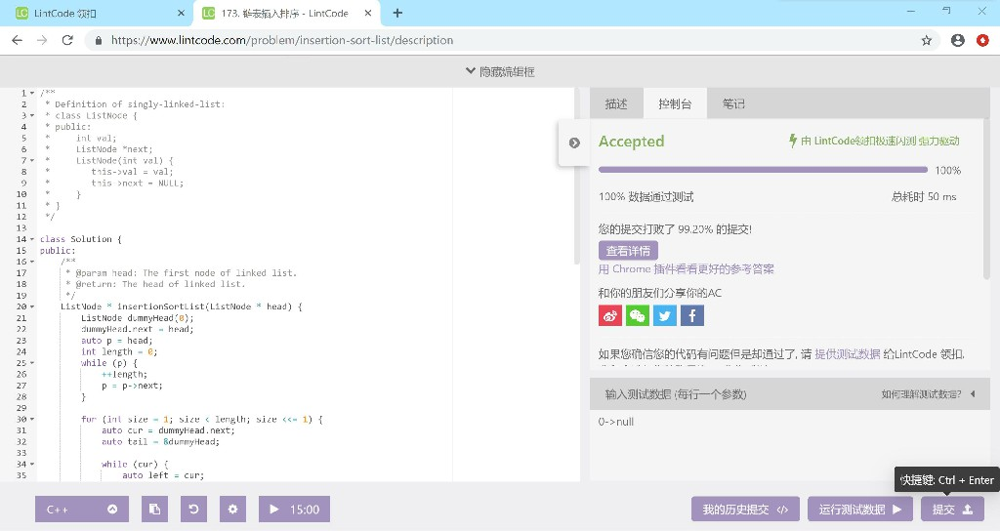 LintCode 领扣
173. 链表插入排序 - LintCode
https://www.lintcode.com/problem/insertion-sort-list/description
隐藏编辑框
1 /**
2  * Definition of singly-linked-list:
3  * class ListNode {
4  * public:
5  *     int val;
6  *     ListNode *next;
7  *     ListNode(int val) {
8  *        this->val = val;
9  *        this->next = NULL;
10  *     }
11  * }
12  */
13
14 class Solution {
15 public:
16     /**
17      * @param head: The first node of linked list.
18      * @return: The head of linked list.
19      */
20     ListNode * insertionSortList(ListNode * head) {
21         ListNode dummyHead(0);
22         dummyHead.next = head;
23         auto p = head;
24         int length = 0;
25         while (p) {
26             ++length;
27             p = p->next;
28         }
29
30         for (int size = 1; size < length; size <<= 1) {
31             auto cur = dummyHead.next;
32             auto tail = &dummyHead;
33
34             while (cur) {
35                 auto left = cur;
描述
控制台
笔记
Accepted
由 LintCode领扣极速闪测 强力驱动
100%
100% 数据通过测试
总耗时 50 ms
您的提交打败了 99.20% 的提交!
查看详情
用 Chrome 插件看看更好的参考答案
和你的朋友们分享你的AC
如果您确信您的代码有问题但是却通过了, 请 提供测试数据 给LintCode 领扣.
输入测试数据 (每行一个参数)
如何理解测试数据?
0->null
快捷键: Ctrl + Enter
C++
15:00
我的历史提交
运行测试数据
提交